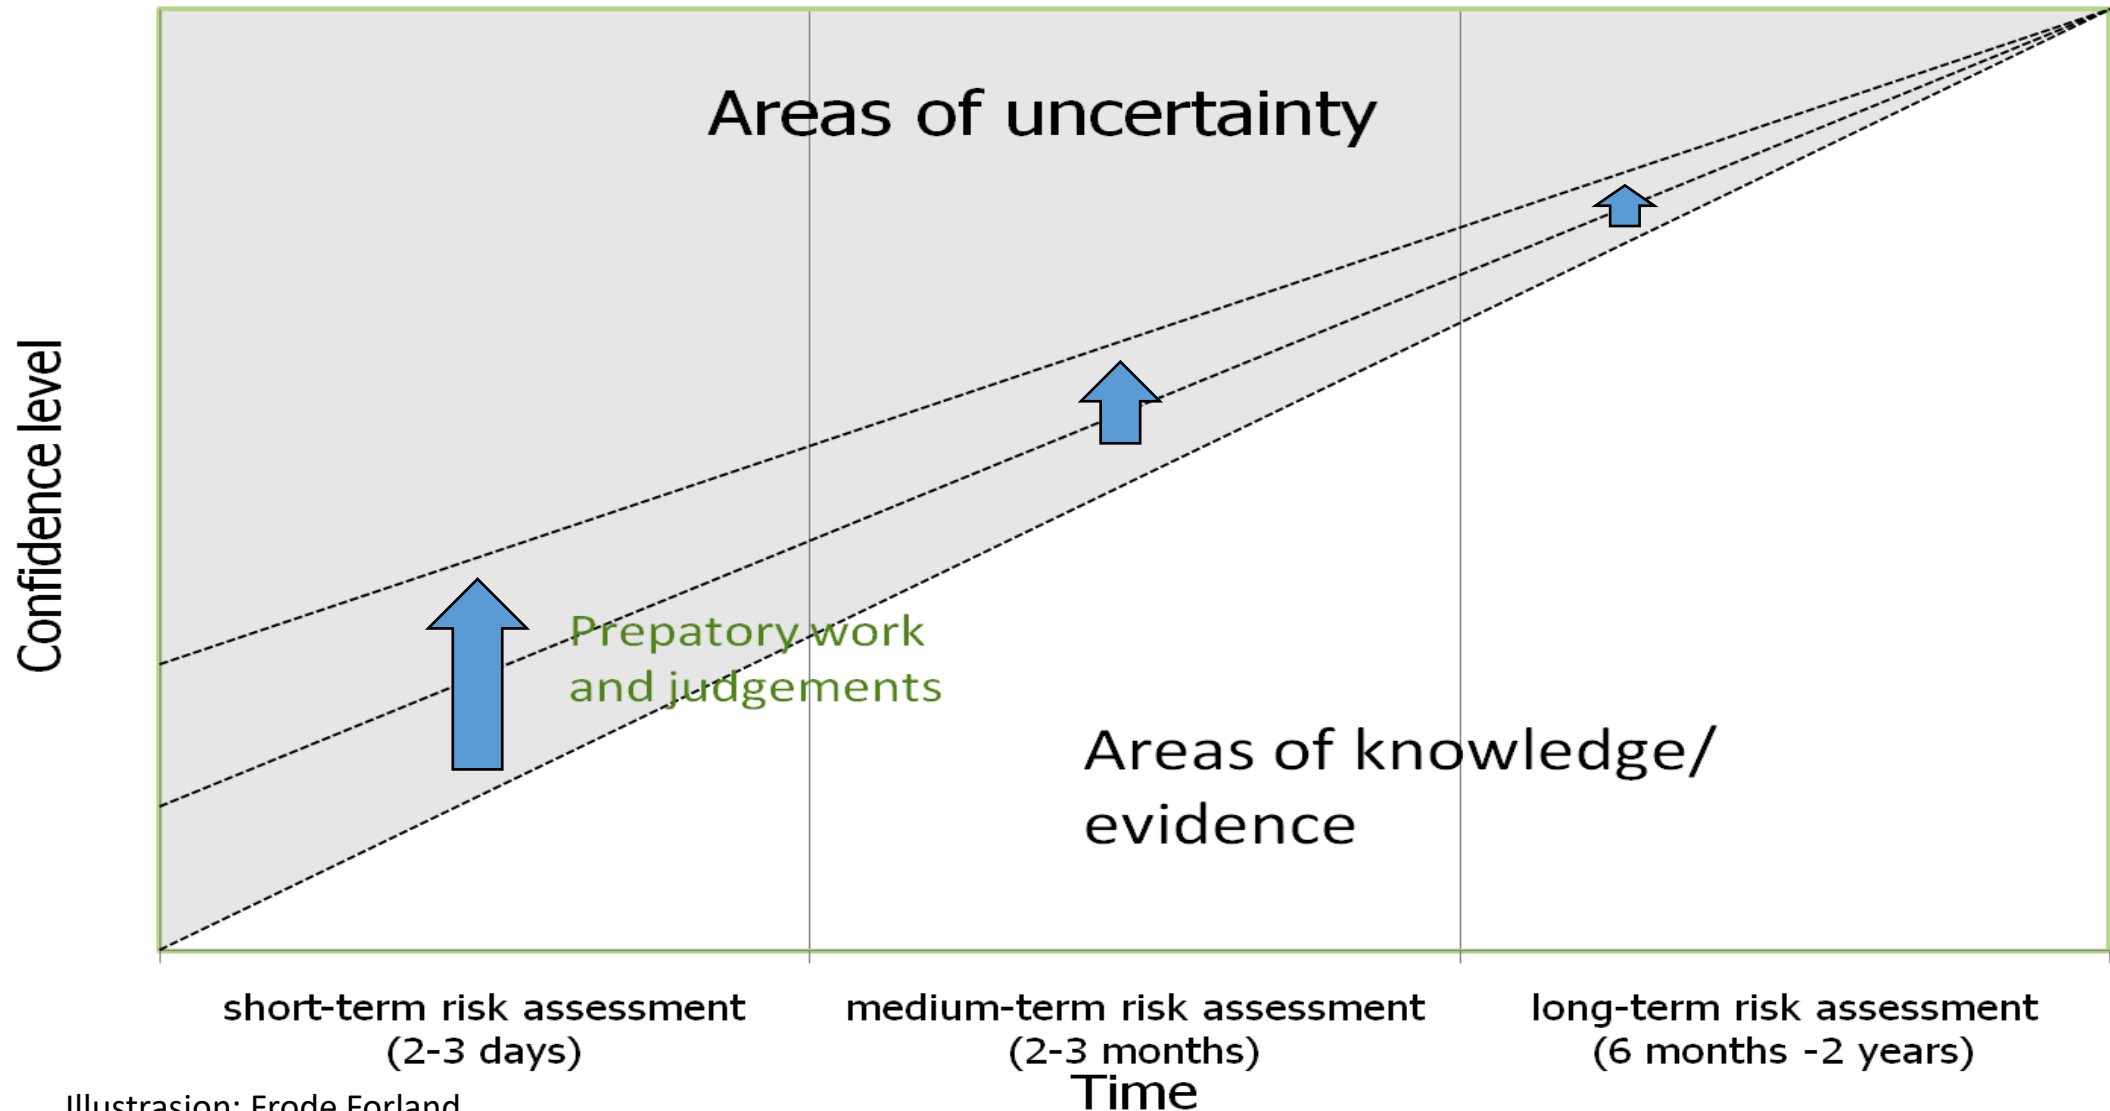 Areas of uncertainty
Confidence level
Prepatory work
and judgements
Areas of knowledge/
evidence
short-term risk assessment
(2-3 days)
medium-term risk assessment
(2-3 months)
long-term risk assessment
(6 months -2 years)
Time
Illustrasjon: Frode Forland